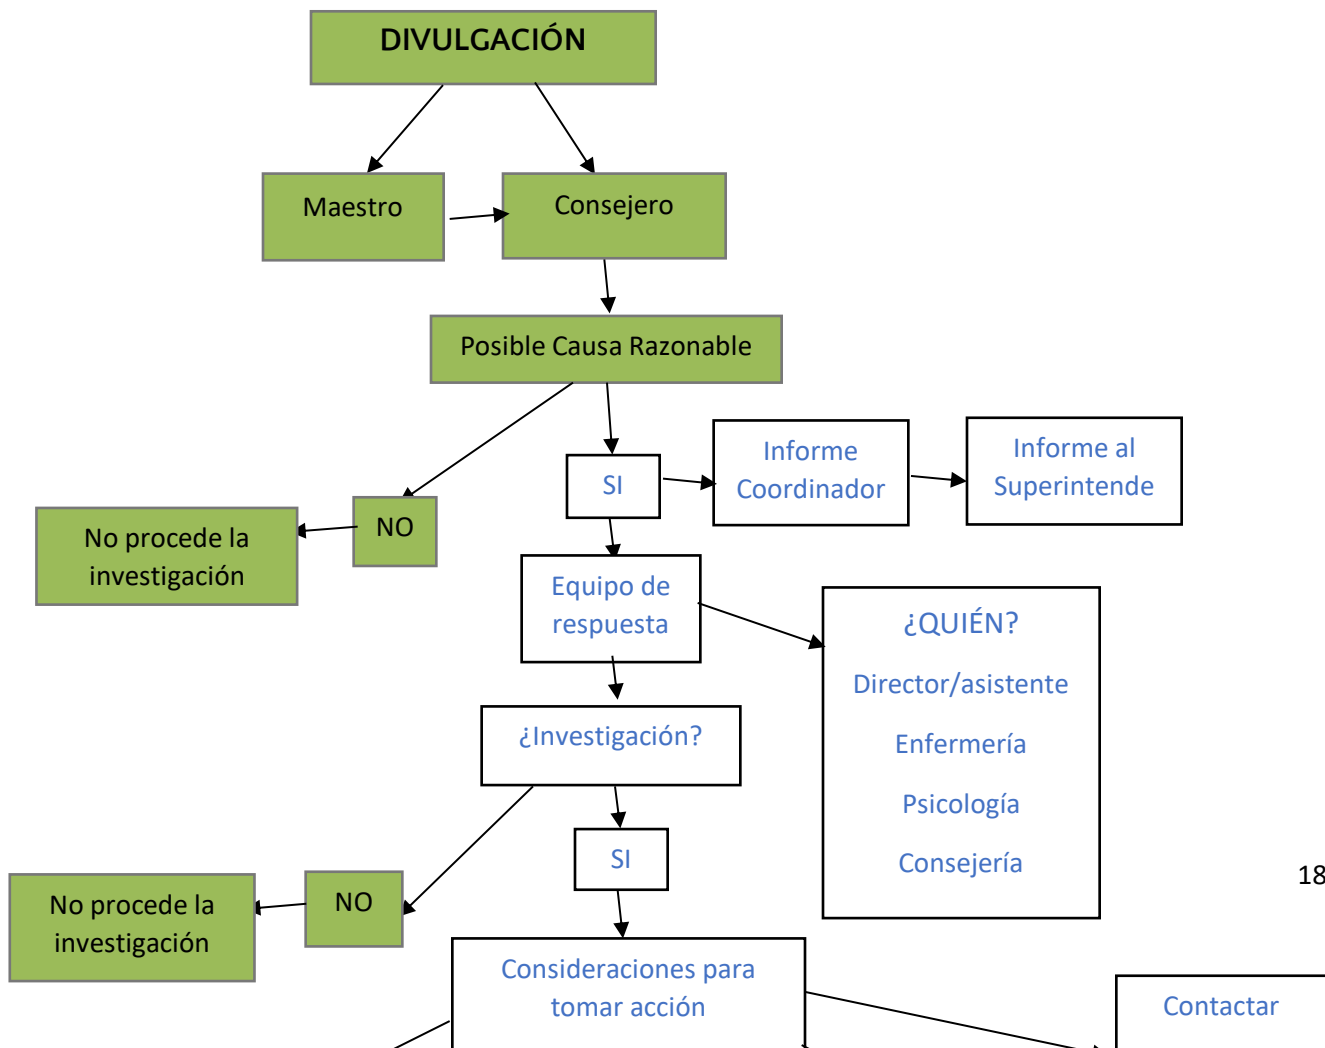 DIVULGACIÓN
Maestro
Consejero
Posible Causa Razonable
SI
Informe
Coordinador
Informe al
Superintende
NO
No procede la
investigación
Equipo de
respuesta
¿QUIÉN?
Director/asistente
Enfermería
Psicología
Consejería
¿Investigación?
SI
NO
No procede la
investigación
18
Consideraciones para
tomar acción
Contactar